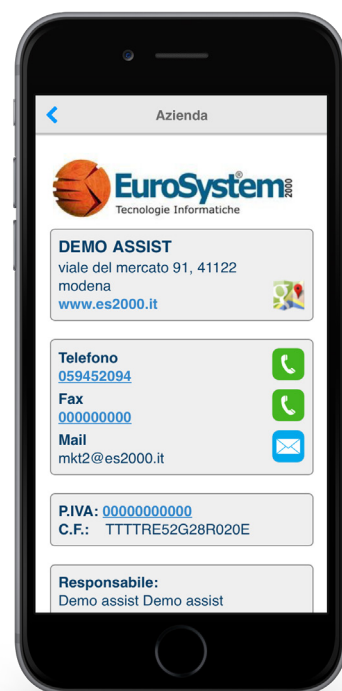 Azienda
EuroSystem® 2000
Tecnologie Informatiche
DEMO ASSIST
viale del mercato 91, 41122
modena
www.es2000.it
Telefono
059452094
Fax
000000000
Mail
mkt2@es2000.it
P.IVA: 00000000000
C.F.: TTTTRE52G28R020E
Responsabile:
Demo assist Demo assist